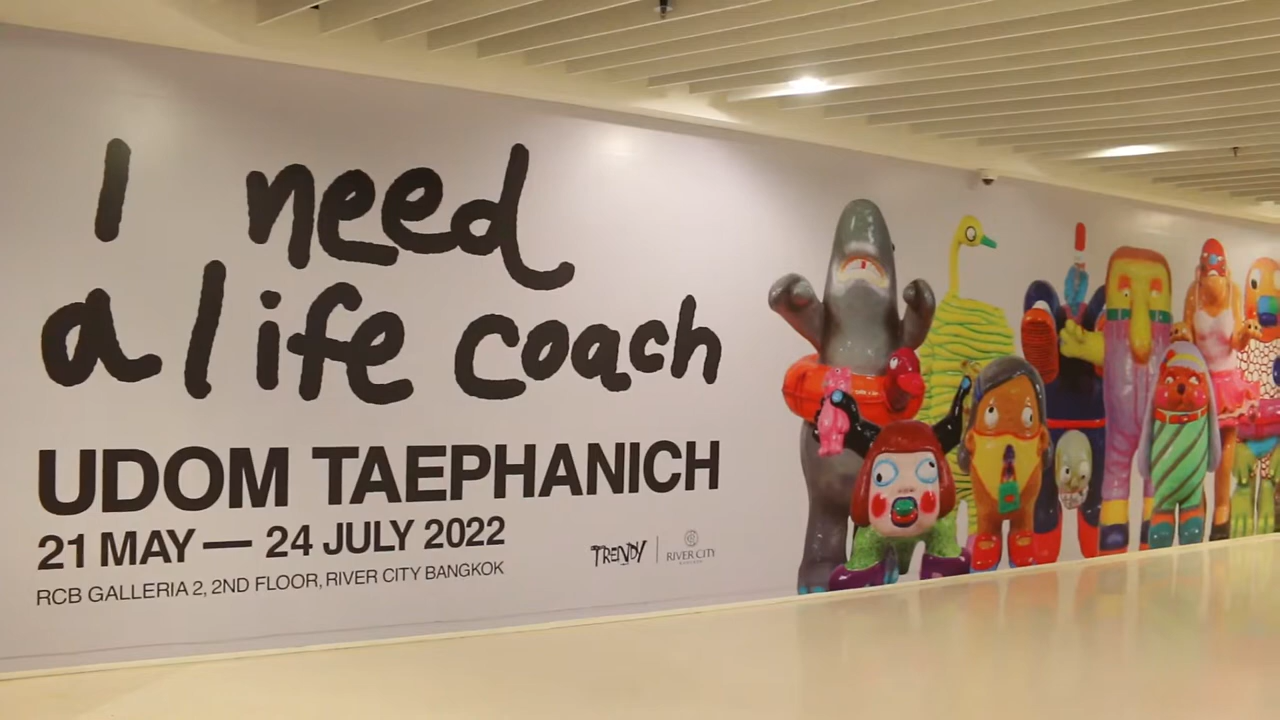 I need
a life coach
UDOM TAEPHANICH
21 MAY — 24 JULY 2022
RCB GALLERIA 2, 2ND FLOOR, RIVER CITY BANGKOK
TRENDY
RIVER CITY